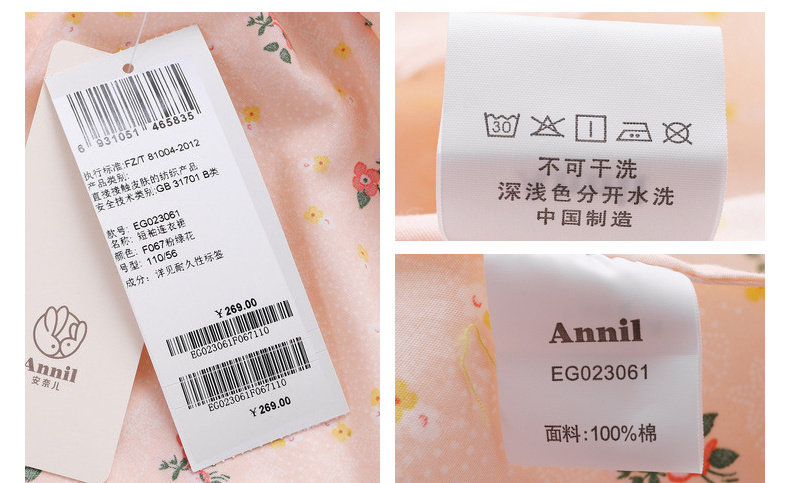 6 931051 465835
执行标准:FZ/T 81004-2012
产品类别:
直接接触皮肤的纺织产品
安全技术类别:GB 31701 B类
款号: EG023061
名称: 短袖连衣裙
颜色: F067粉绿花
号型: 110/56
成分: 详见耐久性标签
¥269.00
EG023061F067110
EG023061F067110
¥269.00
Annil
安奈儿
30
不可干洗
深浅色分开水洗
中国制造
Annil
EG023061
面料:100%棉